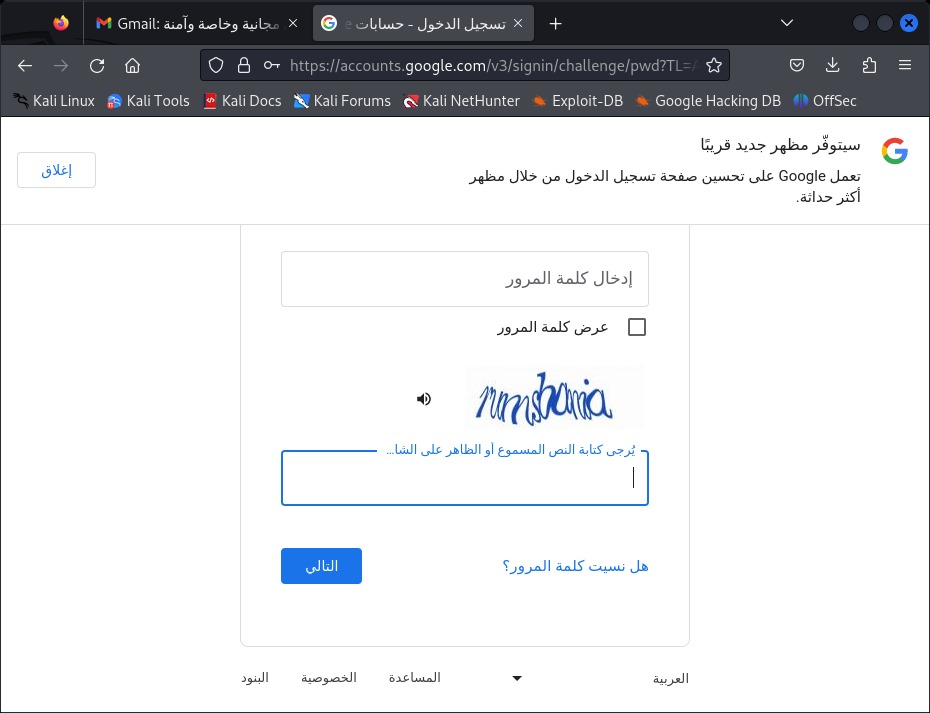 Gmail: مجانية وخاصة وآمنة
تسجيل الدخول - حسابات e
https://accounts.google.com/v3/signin/challenge/pwd?TL=A
Kali Linux Kali Tools Kali Docs Kali Forums Kali NetHunter Exploit-DB Google Hacking DB OffSec
سيتوفّر مظهر جديد قريبًا
تعمل Google على تحسين صفحة تسجيل الدخول من خلال مظهر
أكثر حداثة.
إغلاق
إدخال كلمة المرور
عرض كلمة المرور
يُرجى كتابة النص المسموع أو الظاهر على الشا...
هل نسيت كلمة المرور؟
التالي
العربية
المساعدة الخصوصية البنود